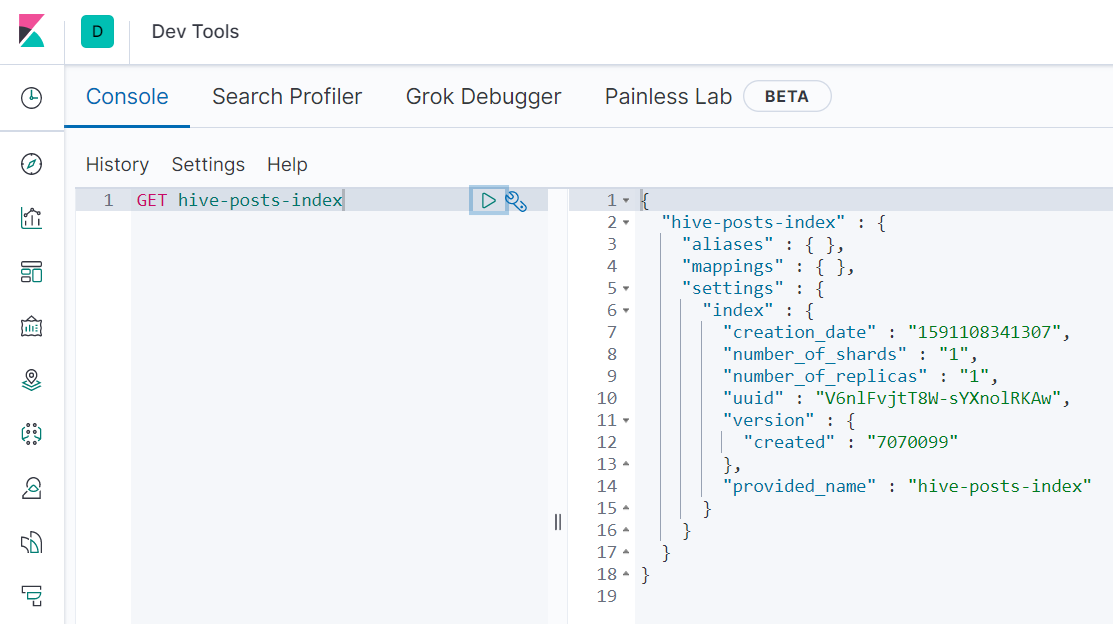 D Dev Tools
Console Search Profiler Grok Debugger Painless Lab BETA
History Settings Help
1 GET hive-posts-index
1 {
2 "hive-posts-index" : {
3 "aliases" : { },
4 "mappings" : { },
5 "settings" : {
6 "index" : {
7 "creation_date" : "1591108341307",
8 "number_of_shards" : "1",
9 "number_of_replicas" : "1",
10 "uuid" : "V6nlFvjtT8W-sYXnolRKAw",
11 "version" : {
12 "created" : "7070099"
13 },
14 "provided_name" : "hive-posts-index"
15 }
16 }
17 }
18 }
19